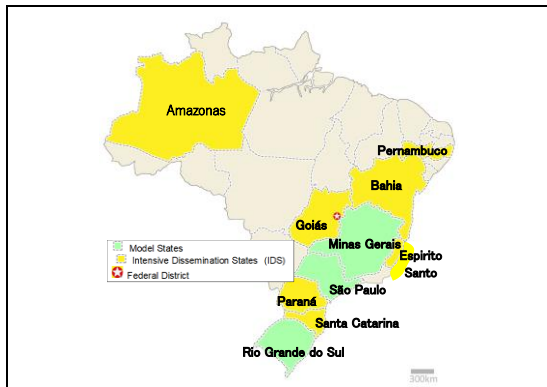 Amazonas
Pernambuco
Bahia
Goiás
Minas Gerais
Model States
Intensive Dissemination States (IDS)
Federal District
Espirito
Santo
São Paulo
Paraná
Santa Catarina
Rio Grande do Sul
300km